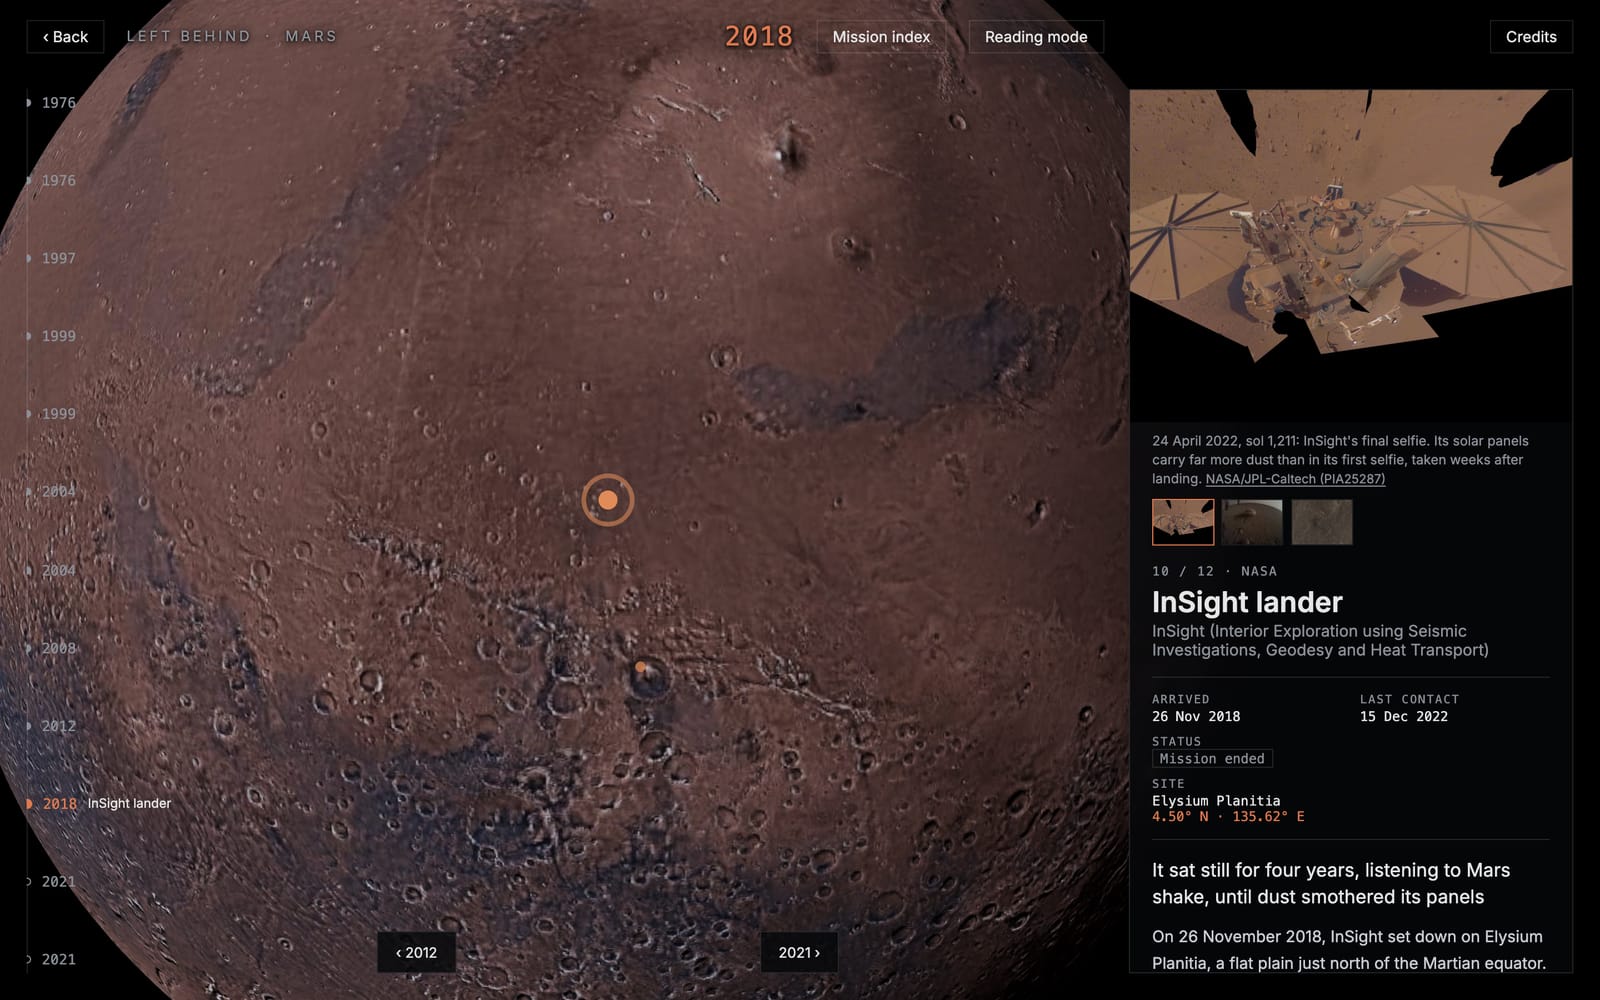 ‹ Back
LEFT BEHIND · MARS
2018
Mission index
Reading mode
Credits
1976
1976
1997
1999
1999
2004
2004
2008
2012
2018 InSight lander
2021
2021
‹ 2012
2021 ›
24 April 2022, sol 1,211: InSight's final selfie. Its solar panels
carry far more dust than in its first selfie, taken weeks after
landing. NASA/JPL-Caltech (PIA25287)
10 / 12 · NASA
InSight lander
InSight (Interior Exploration using Seismic
Investigations, Geodesy and Heat Transport)
ARRIVED
26 Nov 2018
LAST CONTACT
15 Dec 2022
STATUS
Mission ended
SITE
Elysium Planitia
4.50° N · 135.62° E
It sat still for four years, listening to Mars
shake, until dust smothered its panels
On 26 November 2018, InSight set down on Elysium
Planitia, a flat plain just north of the Martian equator.